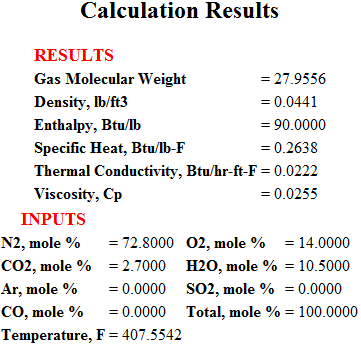 Calculation Results
RESULTS
Gas Molecular Weight = 27.9556
Density, lb/ft3 = 0.0441
Enthalpy, Btu/lb = 90.0000
Specific Heat, Btu/lb-F = 0.2638
Thermal Conductivity, Btu/hr-ft-F = 0.0222
Viscosity, Cp = 0.0255
INPUTS
N2, mole % = 72.8000 O2, mole % = 14.0000
CO2, mole % = 2.7000 H2O, mole % = 10.5000
Ar, mole % = 0.0000 SO2, mole % = 0.0000
CO, mole % = 0.0000 Total, mole % = 100.0000
Temperature, F = 407.5542